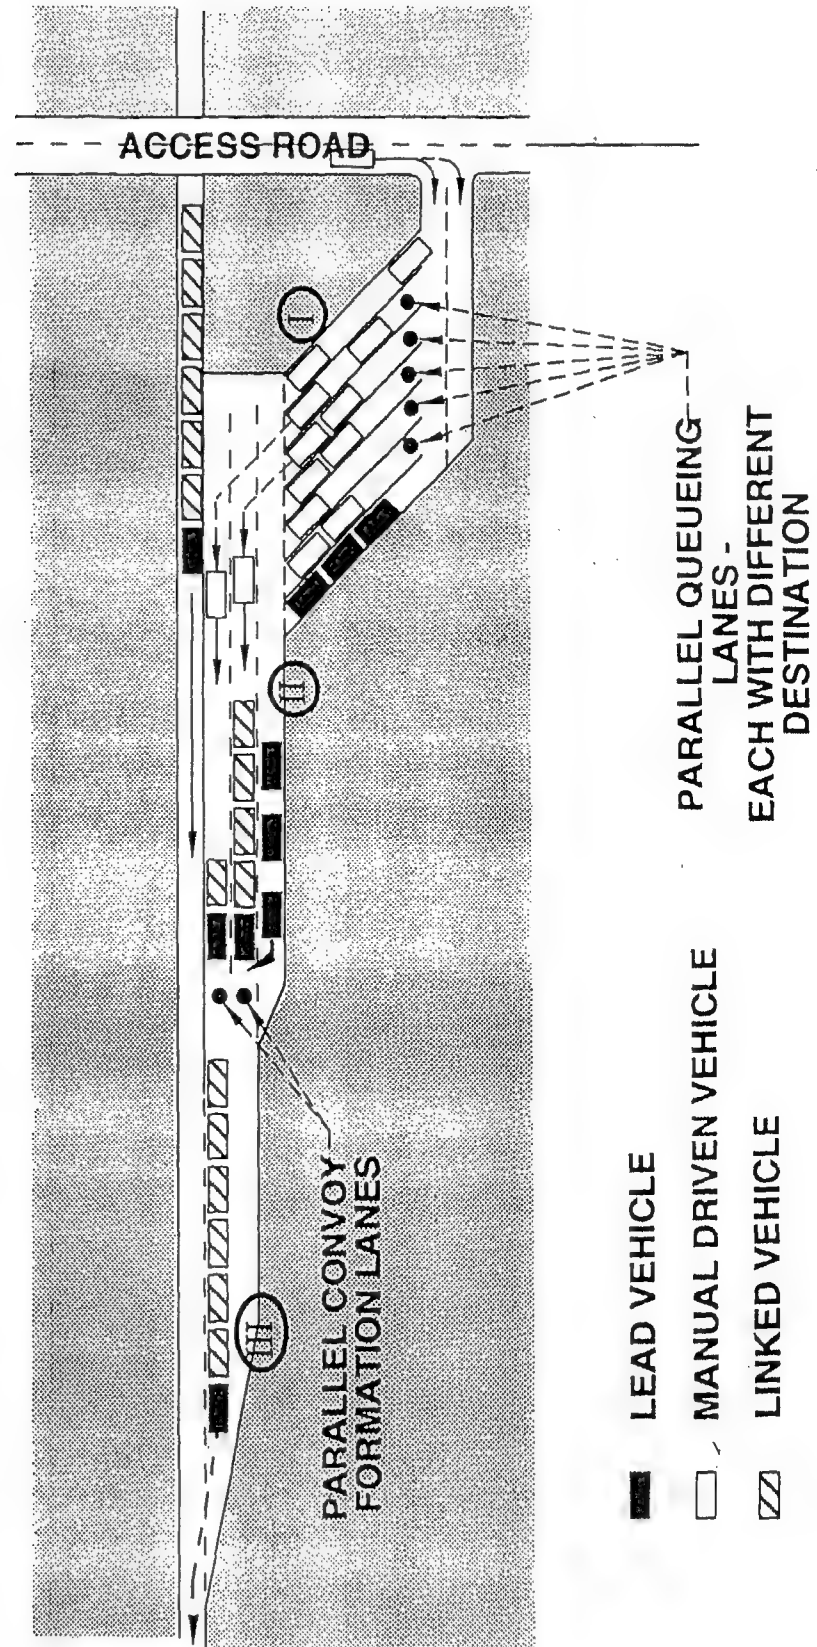 ACCESS ROAD
I
II
III
PARALLEL QUEUEING
LANES -
EACH WITH DIFFERENT
DESTINATION
PARALLEL CONVOY
FORMATION LANES
LEAD VEHICLE
MANUAL DRIVEN VEHICLE
LINKED VEHICLE